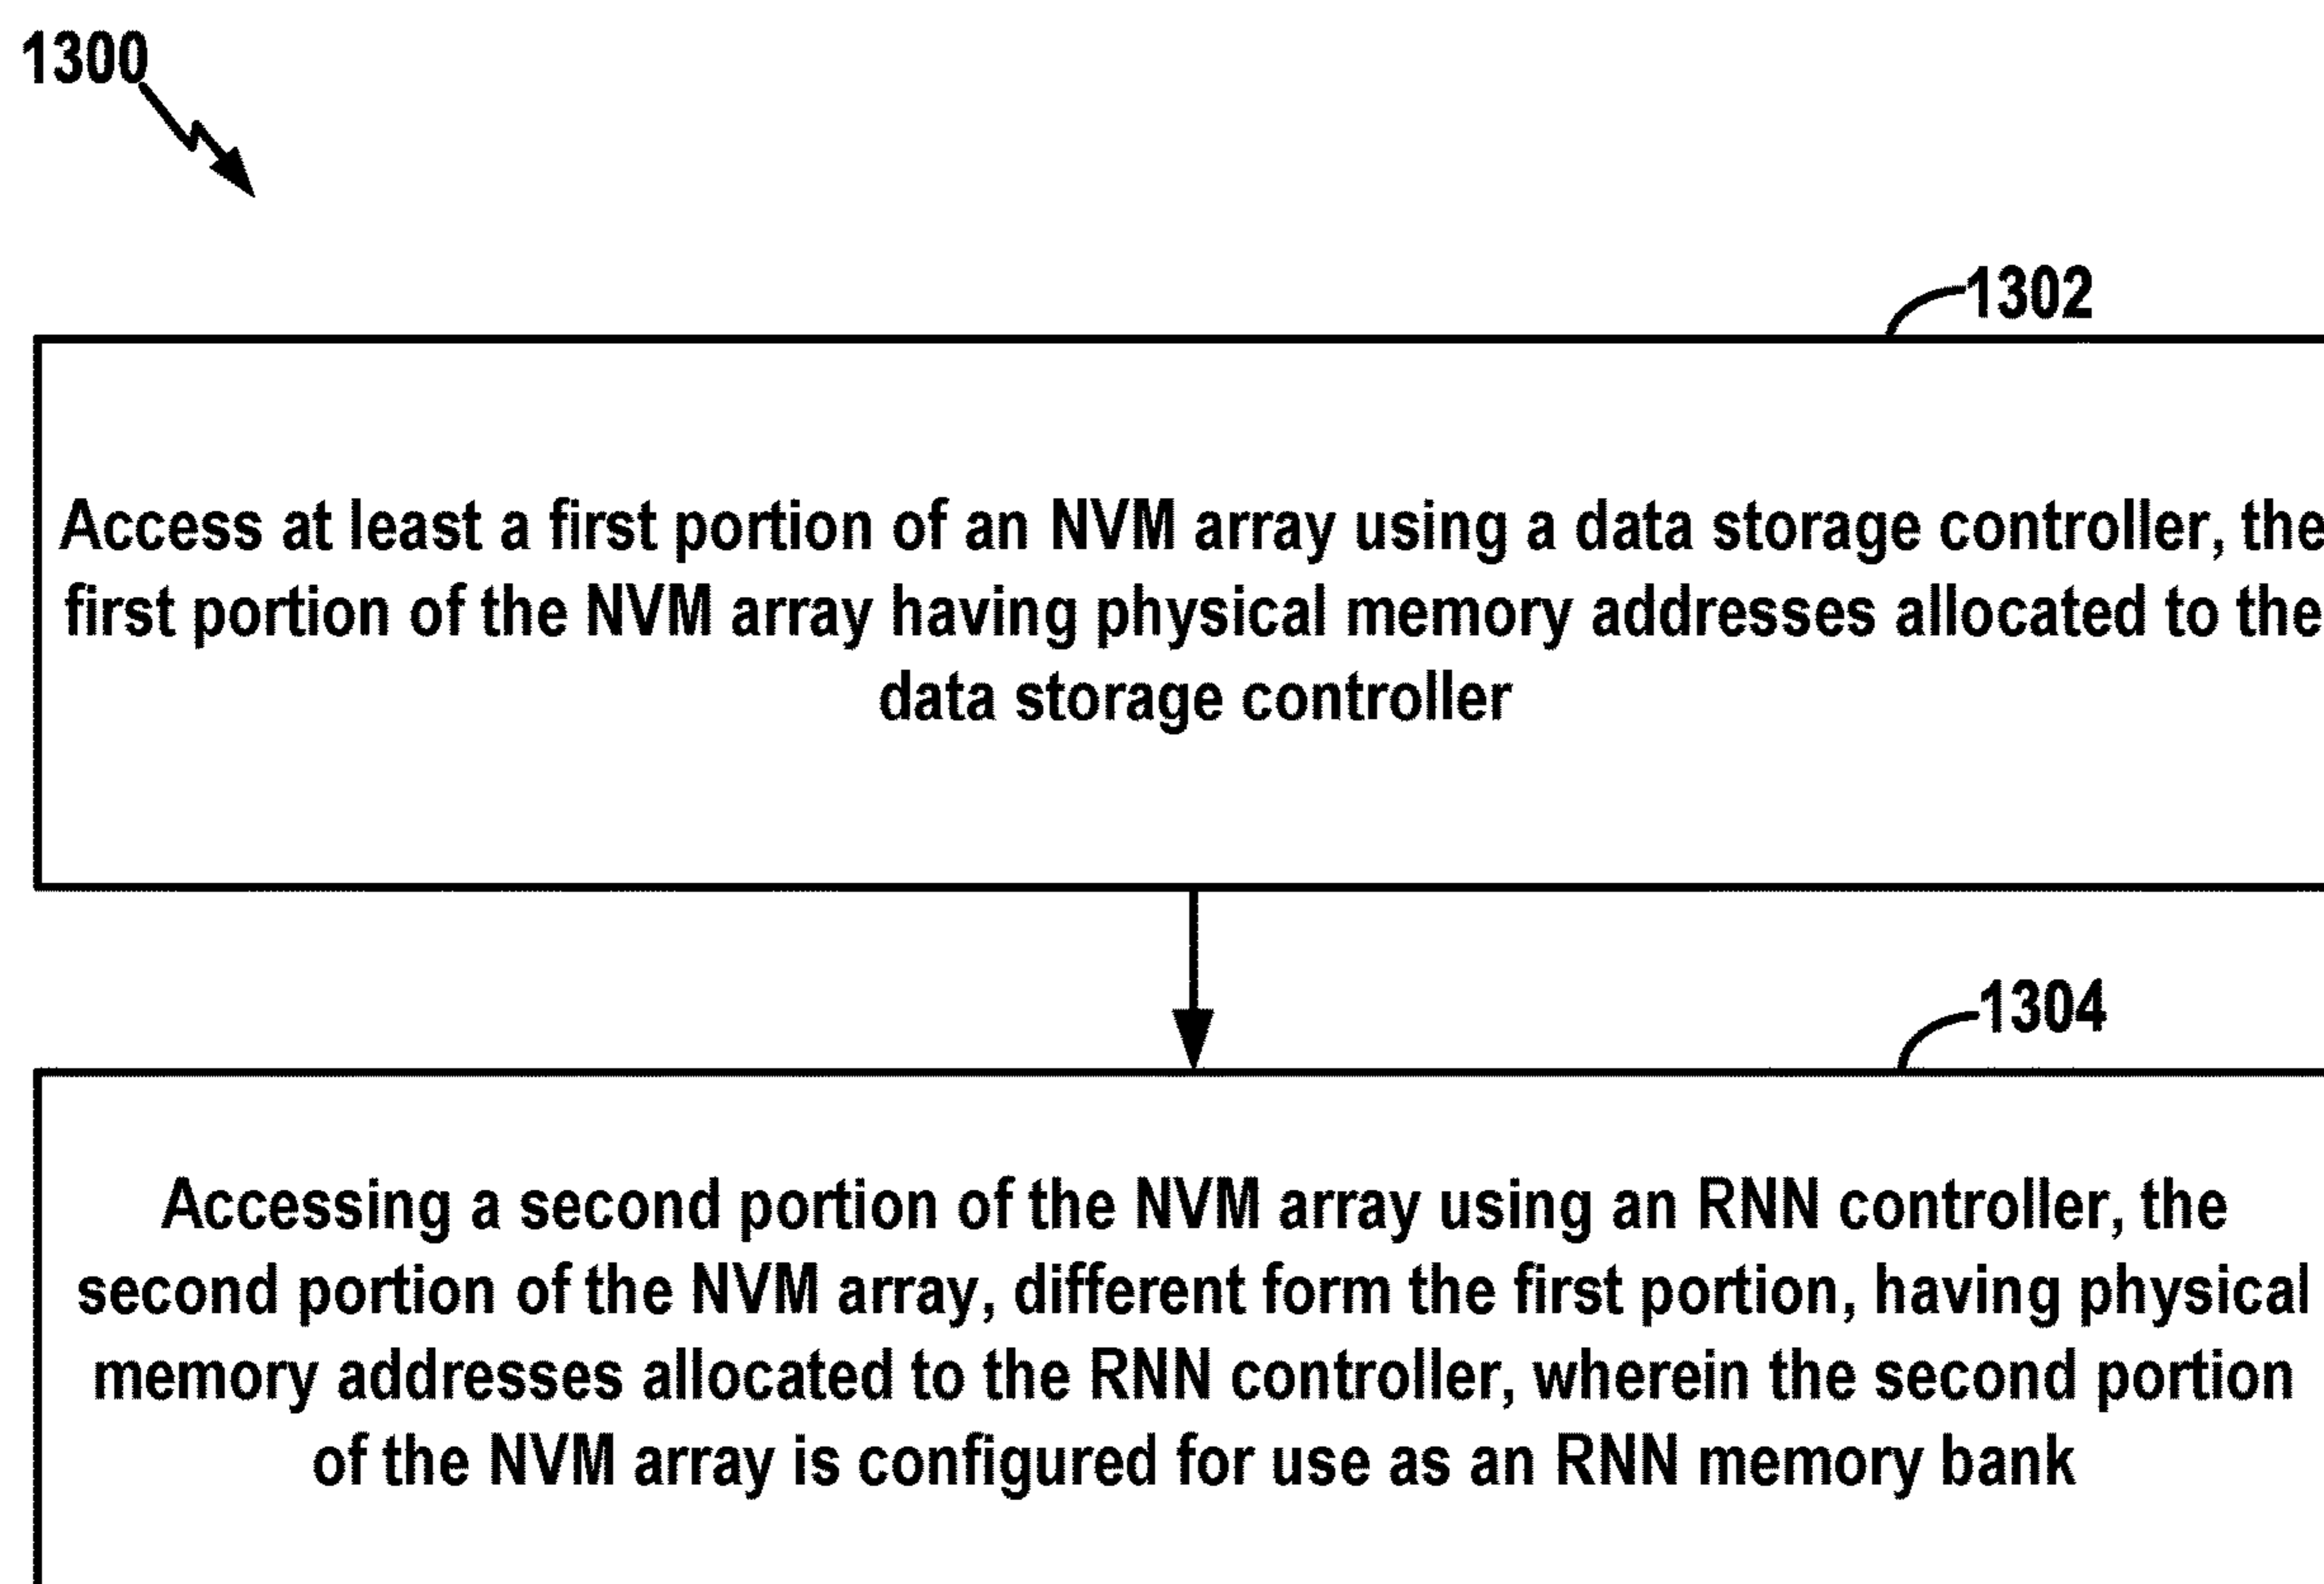 1300
1302
Access at least a first portion of an NVM array using a data storage controller, the
first portion of the NVM array having physical memory addresses allocated to the
data storage controller
1304
Accessing a second portion of the NVM array using an RNN controller, the
second portion of the NVM array, different form the first portion, having physical
memory addresses allocated to the RNN controller, wherein the second portion
of the NVM array is configured for use as an RNN memory bank